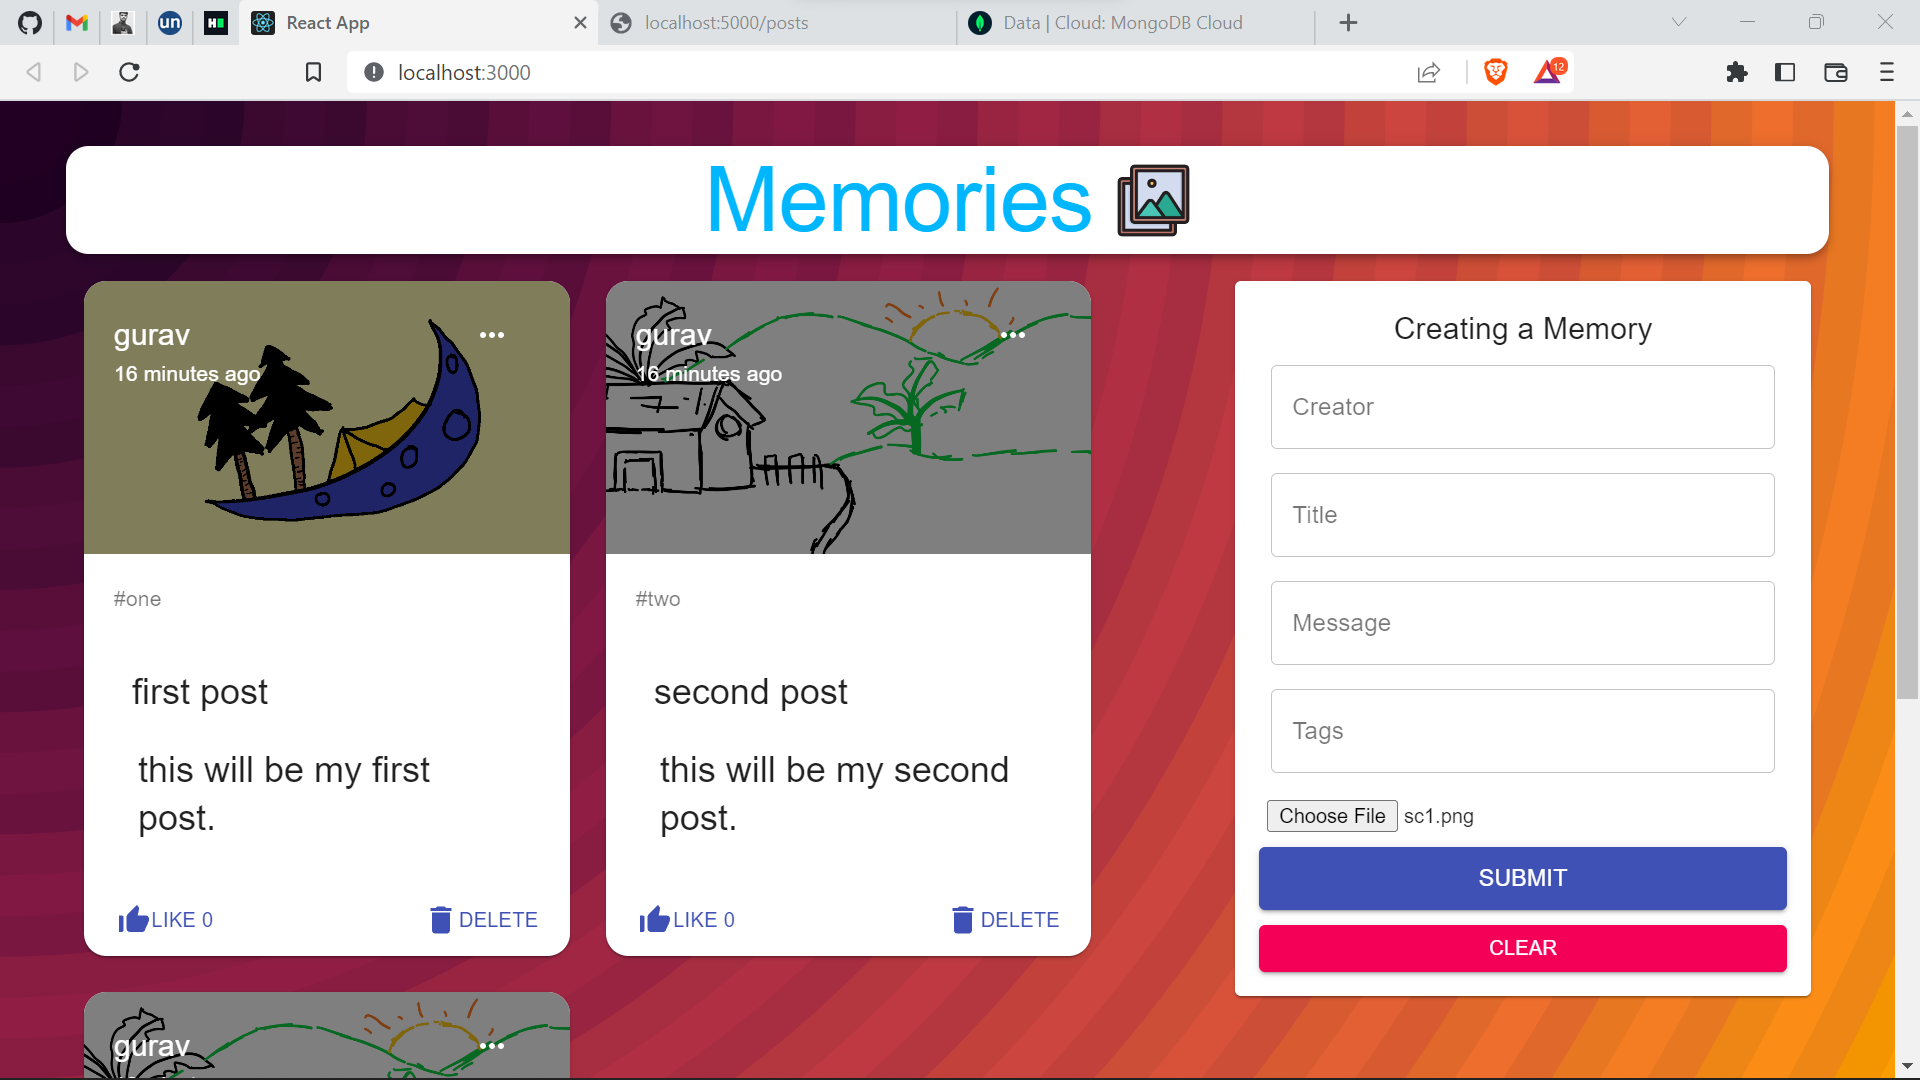 un
H
React App
localhost:5000/posts
Data | Cloud: MongoDB Cloud
localhost:3000
12
Memories
gurav
16 minutes ago
#one
first post
this will be my first
post.
LIKE 0
DELETE
gurav
16 minutes ago
#two
second post
this will be my second
post.
LIKE 0
DELETE
gurav
Creating a Memory
Creator
Title
Message
Tags
Choose File sc1.png
SUBMIT
CLEAR